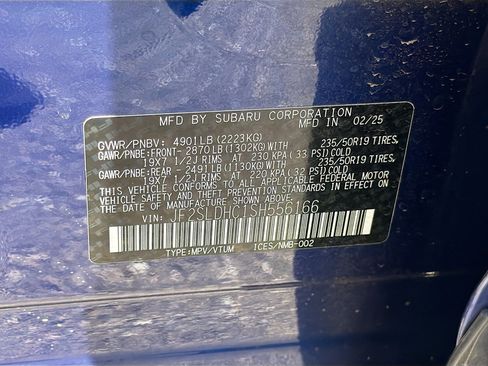 MFD BY SUBARU CORPORATION MFD IN 02/25
GVWR/PNBV: 4901LB (2223KG)
GAWR/PNBE:FRONT- 2870LB (1302KG) WITH 235/50R19 TIRES,
19X7 1/2J RIMS AT 230 KPA ( 33 PSI) COLD
GAWR/PNBE:REAR - 2491LB (1130KG) WITH 235/50R19 TIRES,
19X7 1/2J RIMS AT 220 KPA (32 PSI) COLD
THIS VEHICLE CONFORMS TO ALL APPLICABLE FEDERAL MOTOR
VEHICLE SAFETY AND THEFT PREVENTION STANDARDS IN EFFECT
ON THE DATE OF MANUFACTURE SHOWN ABOVE.
VIN: JF2SLDHC1SH556166
TYPE:MPV/VTUM ICES/NMB-002